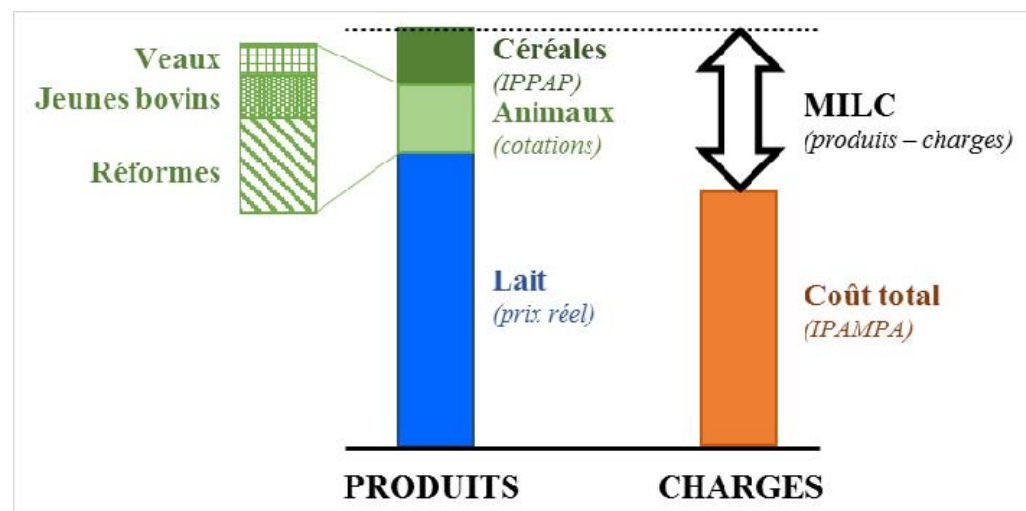 Veaux
Jeunes bovins
Réformes
Céréales
(IPPAP)
Animaux
(cotations)
Lait
(prix réel)
MILC
(produits – charges)
Coût total
(IPAMPA)
PRODUITS
CHARGES